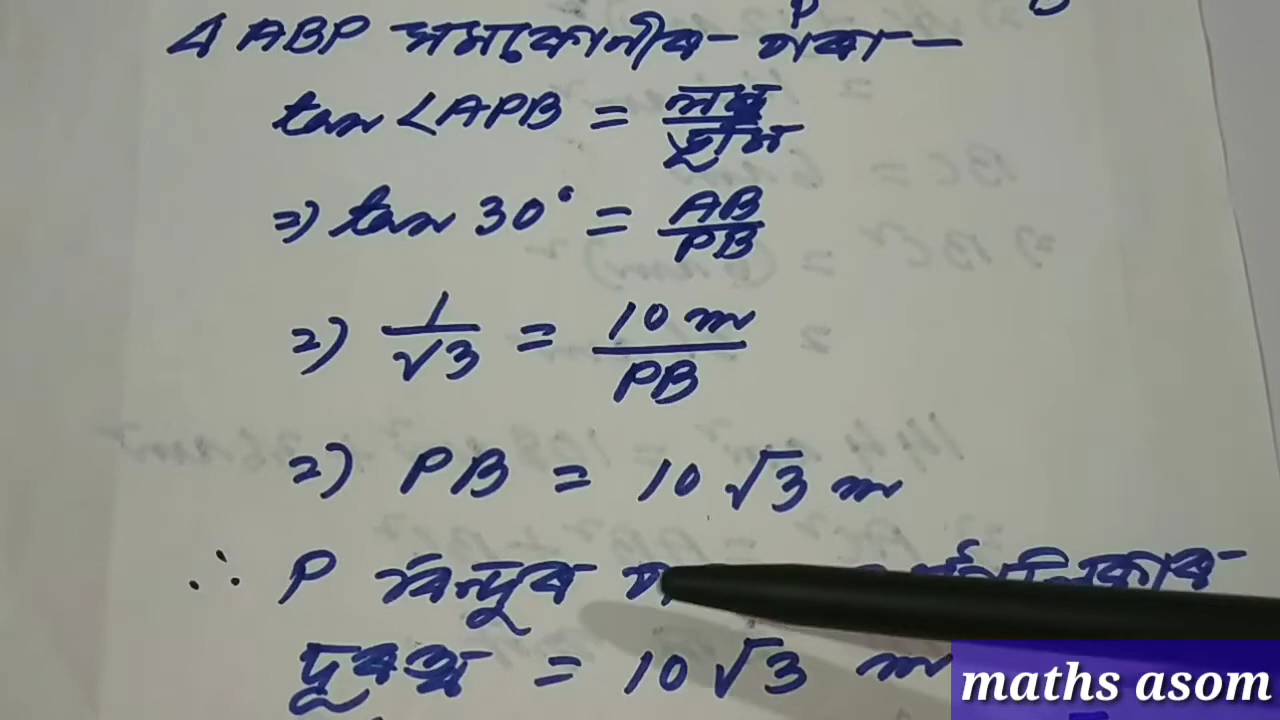 Δ ABP সমকোণীৰ পৰা —
tan ∠APB = লম্ব / ভূমি
⇒ tan 30° = AB / PB
⇒ 1 / √3 = 10 m / PB
⇒ PB = 10 √3 m
∴ P বিন্দুৰ পৰা
দূৰত্ব = 10 √3 m
maths asom